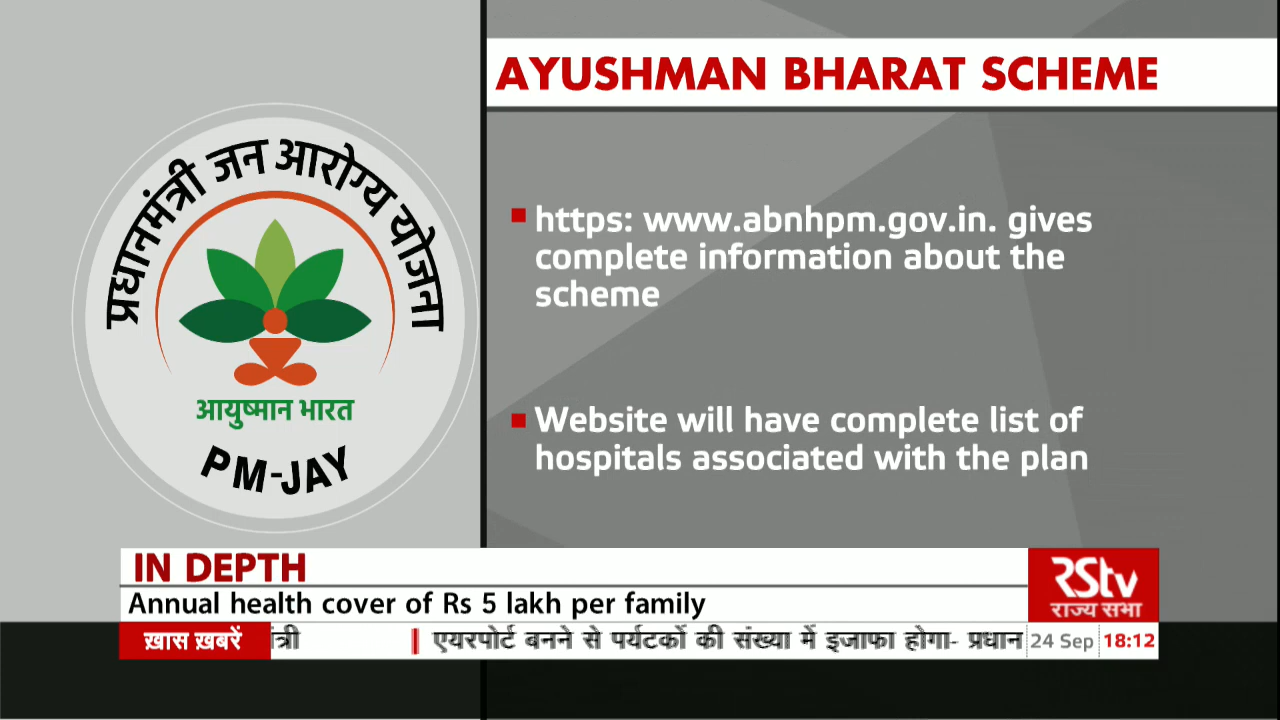 AYUSHMAN BHARAT SCHEME
प्रधानमंत्री जन आरोग्य योजना
आयुष्मान भारत
PM-JAY
https: www.abnhpm.gov.in. gives
complete information about the
scheme
Website will have complete list of
hospitals associated with the plan
IN DEPTH
Annual health cover of Rs 5 lakh per family
RStv
राज्य सभा
ख़ास ख़बरें
एयरपोर्ट बनने से पर्यटकों की संख्या में इजाफा होगा- प्रधान
24 Sep
18:12